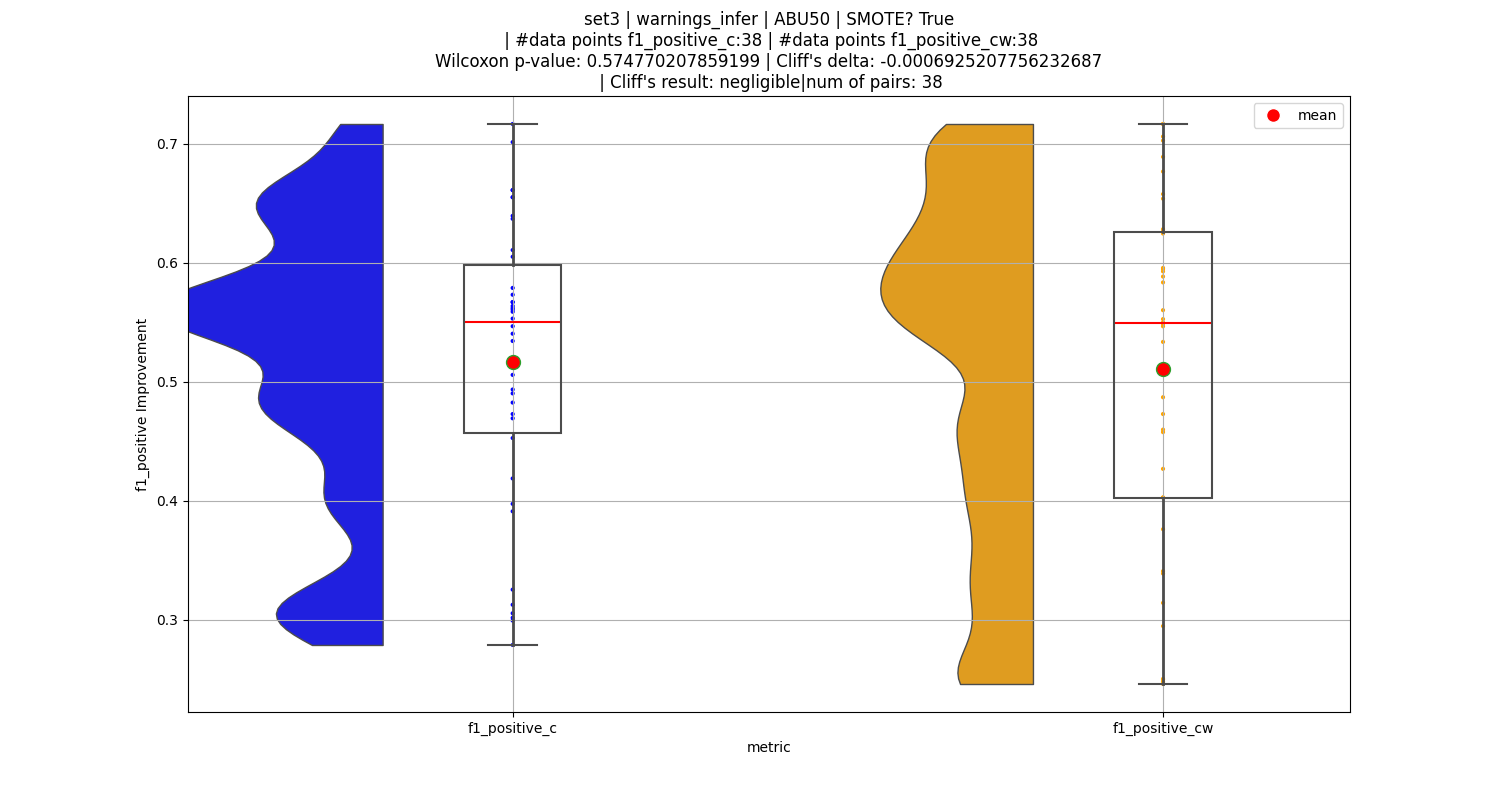 set3 | warnings_infer | ABU50 | SMOTE? True
| #data points f1_positive_c:38 | #data points f1_positive_cw:38
Wilcoxon p-value: 0.574770207859199 | Cliff's delta: -0.0006925207756232687
| Cliff's result: negligible|num of pairs: 38
mean
0.7
0.6
0.5
0.4
0.3
f1_positive Improvement
f1_positive_c
f1_positive_cw
metric